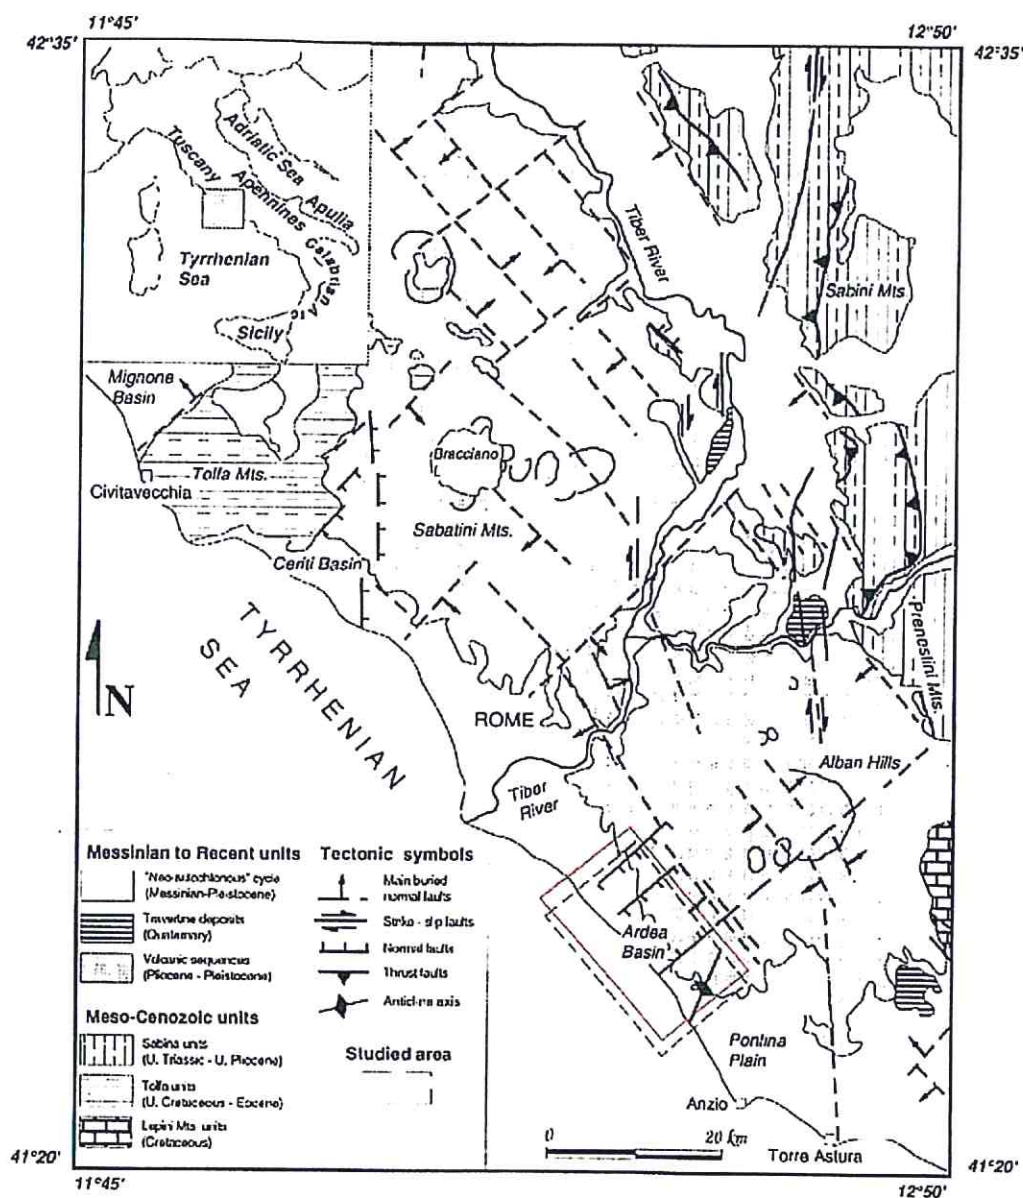 11°45'
12°50'
42°35'
42°35'
Adriatic Sea
Tuscany
Apennines
Apulia
Tyrrhenian
Sea
Calabrian Arc
Sicily
Tiber
River
Sabini Mts.
Mignone
Basin
Tolfa Mts.
Civitavecchia
Bracciano
Sabatini Mts.
Ceriti Basin
TYRRHENIAN
SEA
N
Prenestini Mts.
ROME
Alban Hills
Tiber
River
Ardea
Basin
Pontina
Plain
Anzio
Torre Astura
0 20 km
Messinian to Recent units
"Neo-autochthonous" cycle
(Messinian-Pleistocene)
Travertine deposits
(Quaternary)
Volcanic sequences
(Pliocene - Pleistocene)
Meso-Cenozoic units
Sabina units
(U. Triassic - U. Pliocene)
Tolfa units
(U. Cretaceous - Eocene)
Lepini Mts. units
(Cretaceous)
Tectonic symbols
Main buried
normal faults
Strike - slip faults
Normal faults
Thrust faults
Anticline axis
Studied area
41°20'
41°20'
11°45'
12°50'